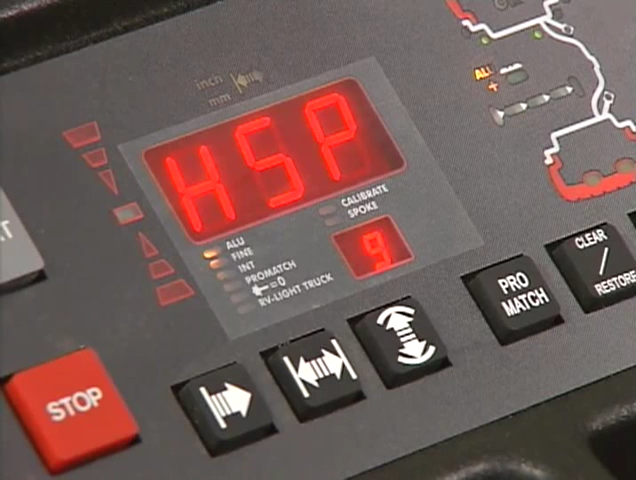 inch
mm
ALL
HSP
CALIBRATE
SPOKE
ALU
FINE
INT
PROMATCH
=0
RV-LIGHT TRUCK
9
CLEAR
/
RESTORE
PRO
MATCH
STOP